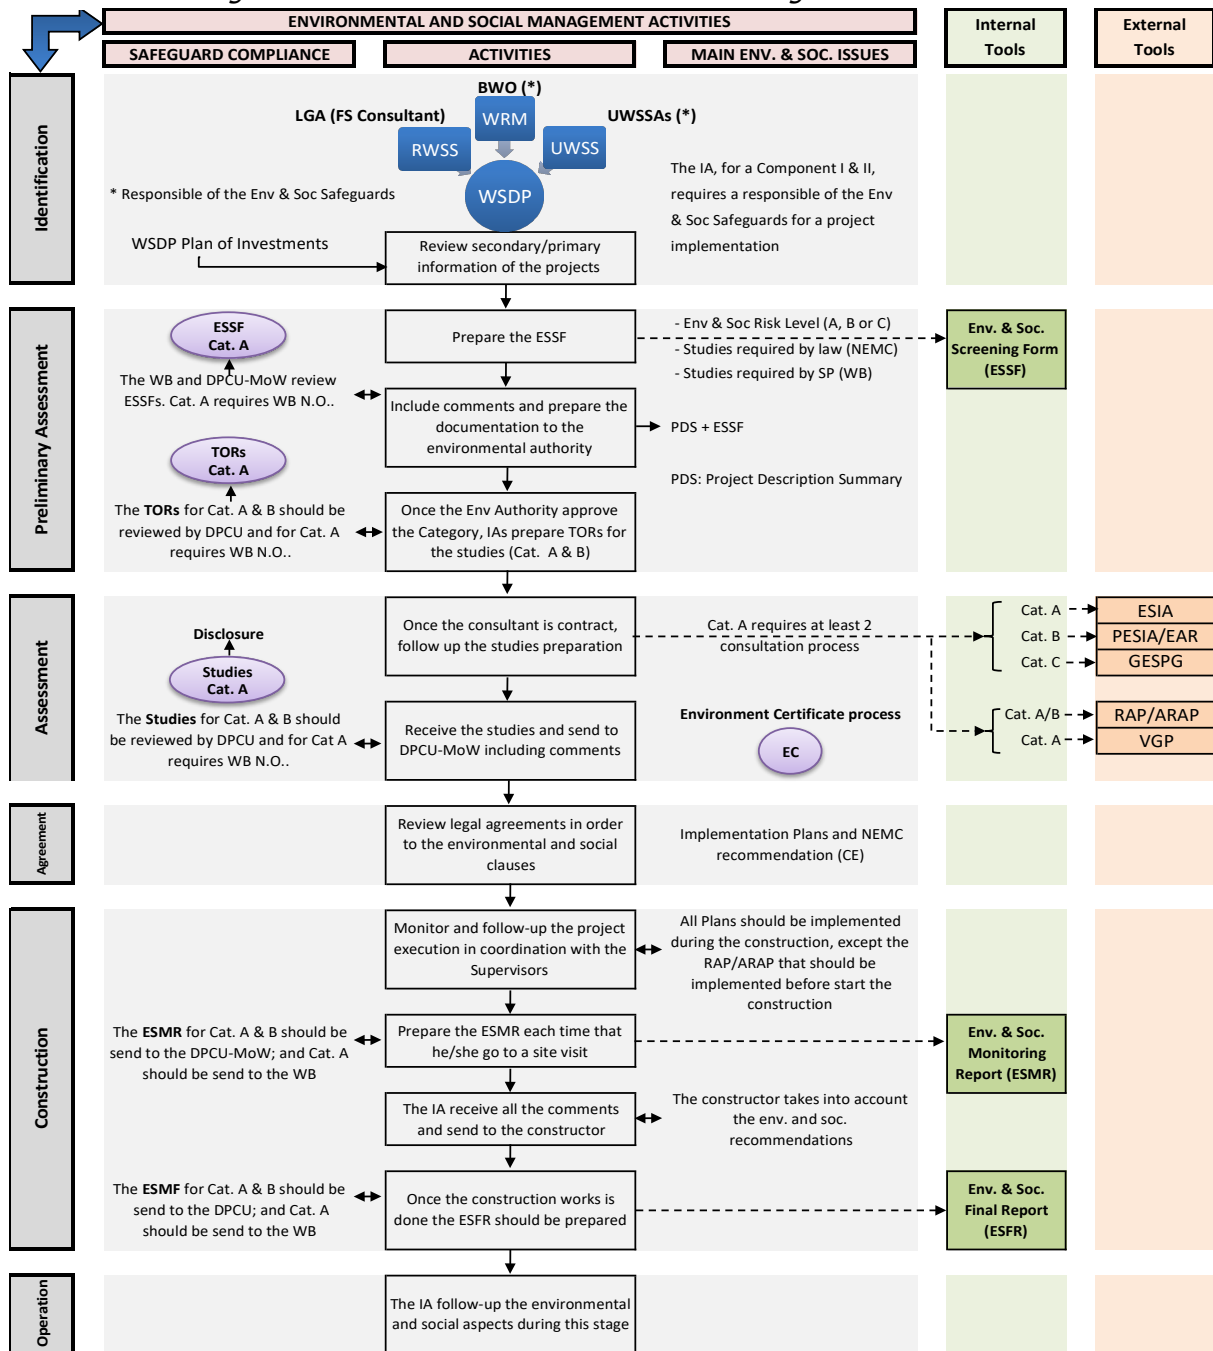 ENVIRONMENTAL AND SOCIAL MANAGEMENT ACTIVITIES
Internal
Tools
External
Tools
SAFEGUARD COMPLIANCE
ACTIVITIES
MAIN ENV. & SOC. ISSUES
Identification
BWO (*)
LGA (FS Consultant)
WRM
UWSSAs (*)
RWSS
UWSS
WSDP
* Responsible of the Env & Soc Safeguards
The IA, for a Component I & II,
requires a responsible of the Env
& Soc Safeguards for a project
implementation
WSDP Plan of Investments
Review secondary/primary
information of the projects
Preliminary Assessment
ESSF
Cat. A
The WB and DPCU-MoW review
ESSFs. Cat. A requires WB N.O..
Prepare the ESSF
- Env & Soc Risk Level (A, B or C)
- Studies required by law (NEMC)
- Studies required by SP (WB)
Env. & Soc.
Screening Form
(ESSF)
Include comments and prepare the
documentation to the
environmental authority
PDS + ESSF
PDS: Project Description Summary
TORs
Cat. A
The TORs for Cat. A & B should be
reviewed by DPCU and for Cat. A
requires WB N.O..
Once the Env Authority approve
the Category, IAs prepare TORs for
the studies (Cat. A & B)
Assessment
Disclosure
Studies
Cat. A
Once the consultant is contract,
follow up the studies preparation
Cat. A requires at least 2
consultation process
Cat. A
ESIA
Cat. B
PESIA/EAR
Cat. C
GESPG
The Studies for Cat. A & B should
be reviewed by DPCU and for Cat A
requires WB N.O..
Receive the studies and send to
DPCU-MoW including comments
Environment Certificate process
EC
Cat. A/B
RAP/ARAP
Cat. A
VGP
Agreement
Review legal agreements in order
to the environmental and social
clauses
Implementation Plans and NEMC
recommendation (CE)
Construction
Monitor and follow-up the project
execution in coordination with the
Supervisors
All Plans should be implemented
during the construction, except the
RAP/ARAP that should be
implemented before start the
construction
The ESMR for Cat. A & B should be
send to the DPCU-MoW; and Cat. A
should be send to the WB
Prepare the ESMR each time that
he/she go to a site visit
Env. & Soc.
Monitoring
Report (ESMR)
The IA receive all the comments
and send to the constructor
The constructor takes into account
the env. and soc.
recommendations
The ESMF for Cat. A & B should be
send to the DPCU; and Cat. A
should be send to the WB
Once the construction works is
done the ESFR should be prepared
Env. & Soc.
Final Report
(ESFR)
Operation
The IA follow-up the environmental
and social aspects during this stage